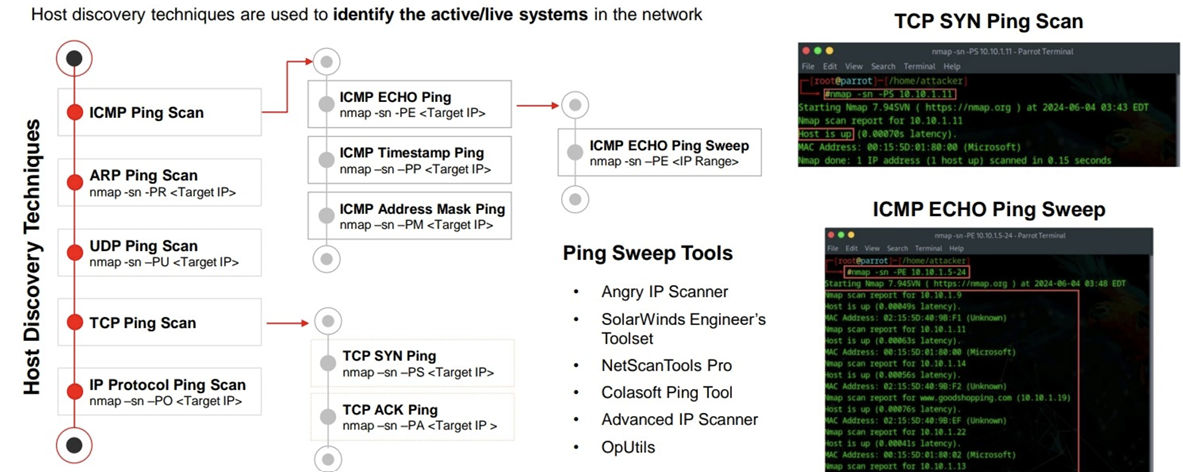 Host discovery techniques are used to identify the active/live systems in the network
Host Discovery Techniques
ICMP Ping Scan
ARP Ping Scan
nmap -sn -PR <Target IP>
UDP Ping Scan
nmap -sn –PU <Target IP>
TCP Ping Scan
IP Protocol Ping Scan
nmap –sn –PO <Target IP>
ICMP ECHO Ping
nmap -sn -PE <Target IP>
ICMP Timestamp Ping
nmap –sn –PP <Target IP>
ICMP Address Mask Ping
nmap –sn –PM <Target IP>
ICMP ECHO Ping Sweep
nmap -sn –PE <IP Range>
TCP SYN Ping
nmap –sn –PS <Target IP>
TCP ACK Ping
nmap –sn –PA <Target IP >
Ping Sweep Tools
• Angry IP Scanner
• SolarWinds Engineer’s
Toolset
• NetScanTools Pro
• Colasoft Ping Tool
• Advanced IP Scanner
• OpUtils
TCP SYN Ping Scan
nmap -sn -PS 10.10.1.11 - Parrot Terminal
File Edit View Search Terminal Help
[root@parrot]-[/home/attacker]
#nmap -sn -PS 10.10.1.11
Starting Nmap 7.94SVN ( https://nmap.org ) at 2024-06-04 03:43 EDT
Nmap scan report for 10.10.1.11
Host is up (0.00070s latency).
MAC Address: 00:15:5D:01:80:00 (Microsoft)
Nmap done: 1 IP address (1 host up) scanned in 0.15 seconds
ICMP ECHO Ping Sweep
nmap -sn -PE 10.10.1.5-24 - Parrot Terminal
File Edit View Search Terminal Help
[root@parrot]-[/home/attacker]
#nmap -sn -PE 10.10.1.5-24
Starting Nmap 7.94SVN ( https://nmap.org ) at 2024-06-04 03:48 EDT
Nmap scan report for 10.10.1.9
Host is up (0.00049s latency).
MAC Address: 02:15:5D:40:9B:F1 (Unknown)
Nmap scan report for 10.10.1.11
Host is up (0.00063s latency).
MAC Address: 00:15:5D:01:80:00 (Microsoft)
Nmap scan report for 10.10.1.14
Host is up (0.00056s latency).
MAC Address: 02:15:5D:40:9B:F2 (Unknown)
Nmap scan report for www.goodshopping.com (10.10.1.19)
Host is up (0.00076s latency).
MAC Address: 02:15:5D:40:9B:EF (Unknown)
Nmap scan report for 10.10.1.22
Host is up (0.00041s latency).
MAC Address: 00:15:5D:01:80:02 (Microsoft)
Nmap scan report for 10.10.1.13